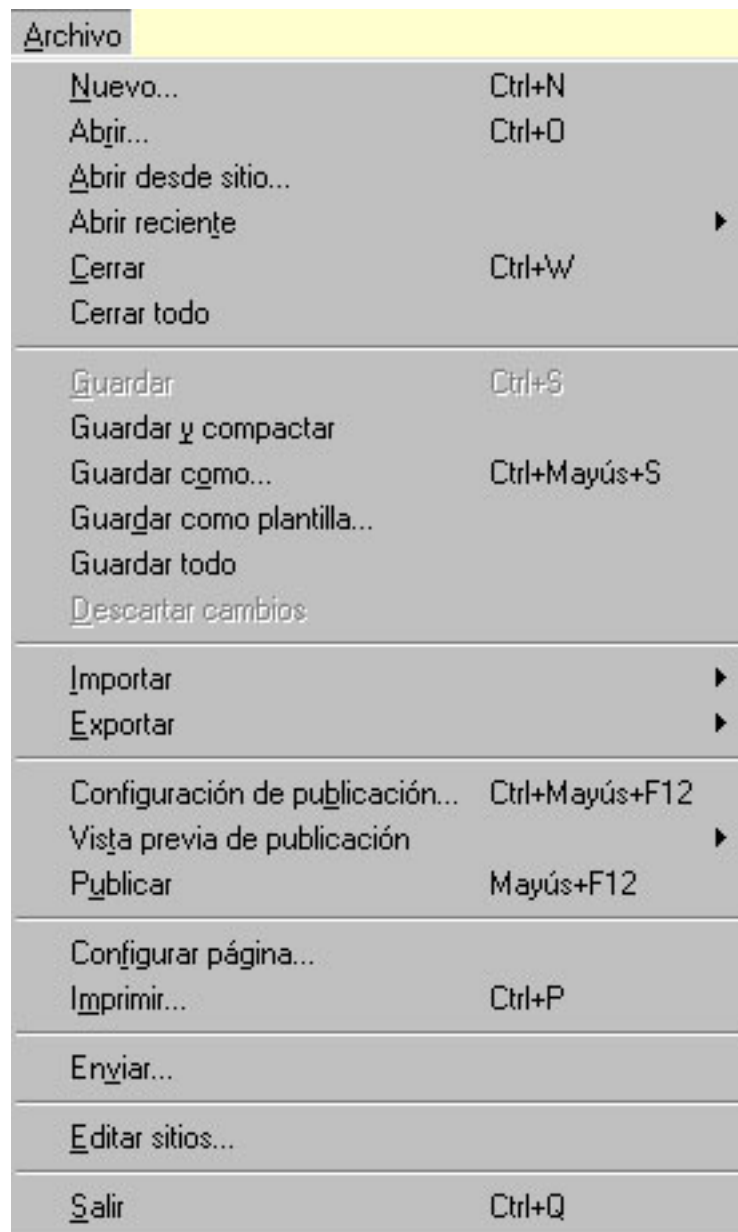 Archivo
Nuevo... Ctrl+N
Abrir... Ctrl+O
Abrir desde sitio...
Abrir reciente
Cerrar Ctrl+W
Cerrar todo
Guardar Ctrl+S
Guardar y compactar
Guardar como... Ctrl+Mayús+S
Guardar como plantilla...
Guardar todo
Descartar cambios
Importar
Exportar
Configuración de publicación... Ctrl+Mayús+F12
Vista previa de publicación
Publicar Mayús+F12
Configurar página...
Imprimir... Ctrl+P
Enviar...
Editar sitios...
Salir Ctrl+Q